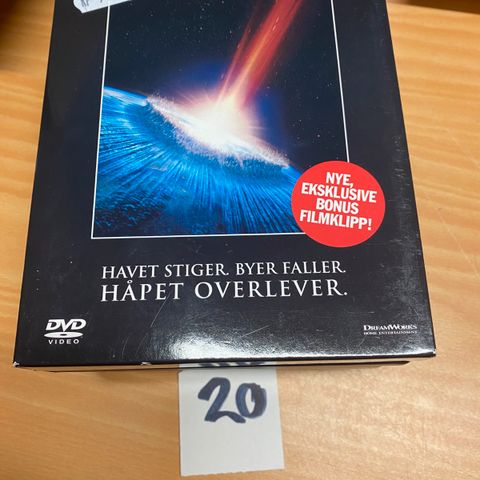 NYE,
EKSKLUSIVE
BONUS
FILMKLIPP!
HAVET STIGER. BYER FALLER.
HÅPET OVERLEVER.
DVD
VIDEO
DREAMWORKS
HOME ENTERTAINMENT
20